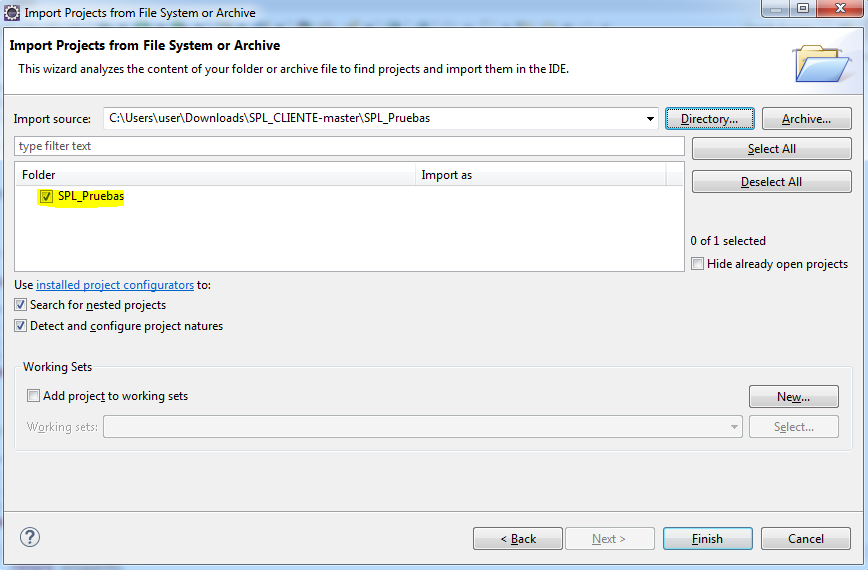 Import Projects from File System or Archive
Import Projects from File System or Archive
This wizard analyzes the content of your folder or archive file to find projects and import them in the IDE.
Import source: C:\Users\user\Downloads\SPL_CLIENTE-master\SPL_Pruebas Directory... Archive...
type filter text Select All
Folder Import as
Deselect All
SPL_Pruebas
0 of 1 selected
Hide already open projects
Use installed project configurators to:
Search for nested projects
Detect and configure project natures
Working Sets
Add project to working sets New...
Working sets: Select...
? < Back Next > Finish Cancel